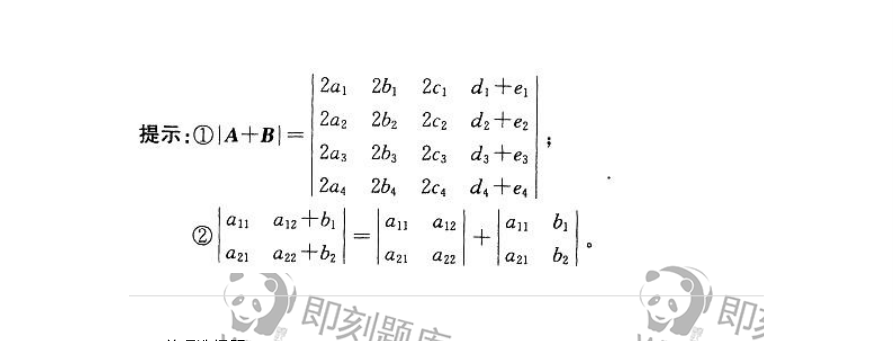 提示:①|A+B|=
|2a₁ 2b₁ 2c₁ d₁+e₁|
|2a₂ 2b₂ 2c₂ d₂+e₂|
|2a₃ 2b₃ 2c₃ d₃+e₃|
|2a₄ 2b₄ 2c₄ d₄+e₄|;
②|a₁₁ a₁₂+b₁| = |a₁₁ a₁₂| + |a₁₁ b₁|
|a₂₁ a₂₂+b₂| |a₂₁ a₂₂| |a₂₁ b₂|。
即刻题库
即